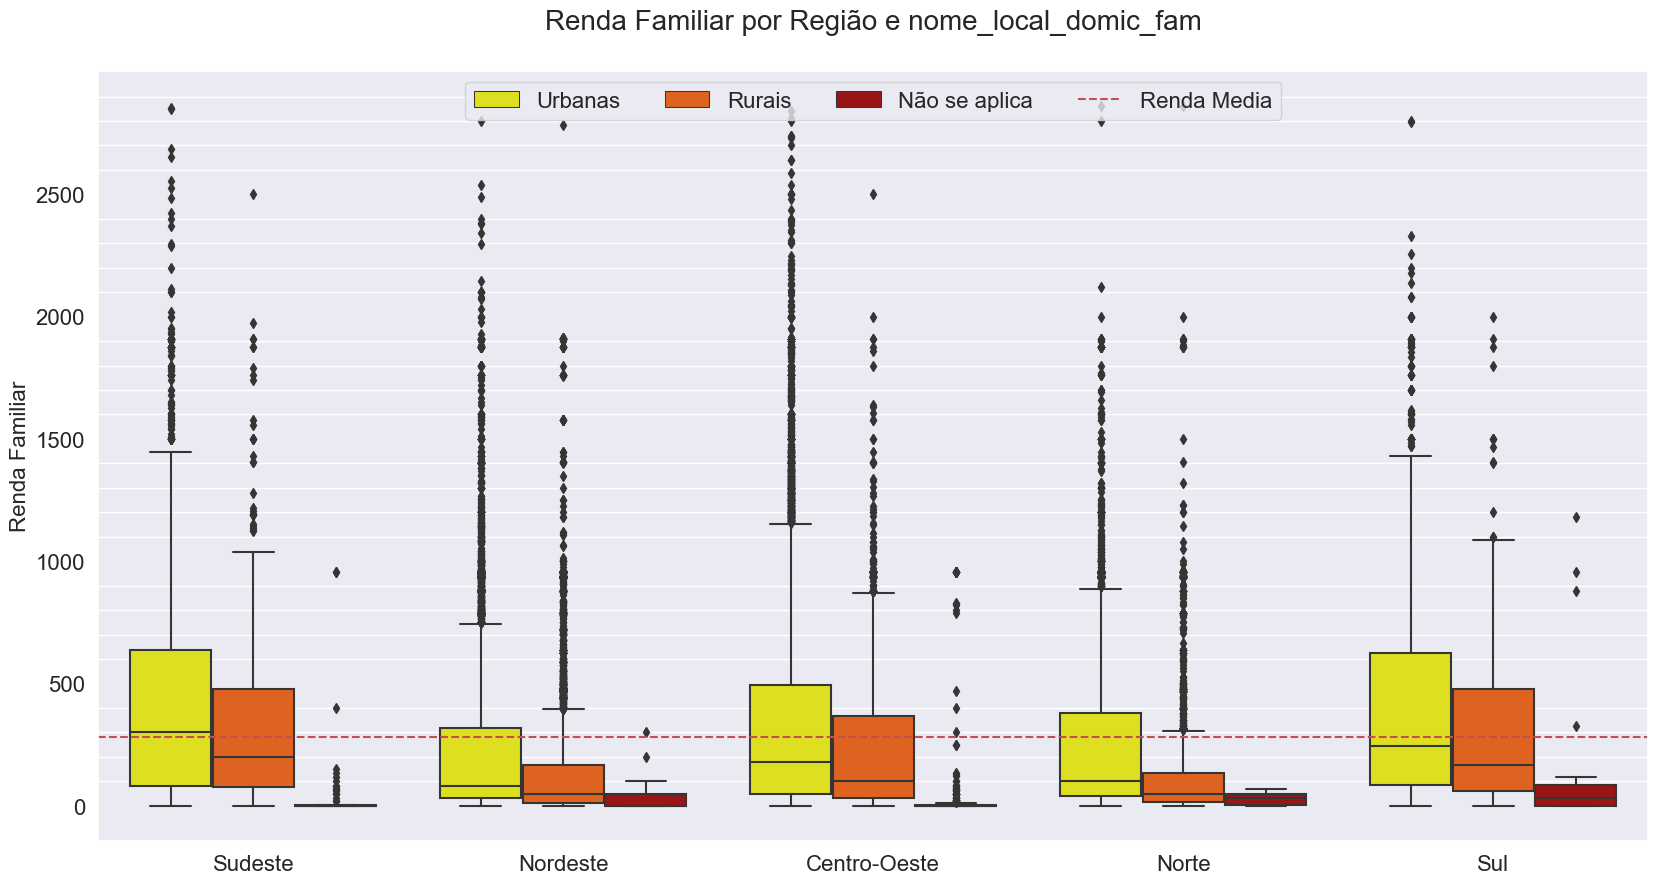 Renda Familiar por Região e nome_local_domic_fam
Urbanas Rurais Não se aplica Renda Media
Renda Familiar
2500
2000
1500
1000
500
0
Sudeste Nordeste Centro-Oeste Norte Sul